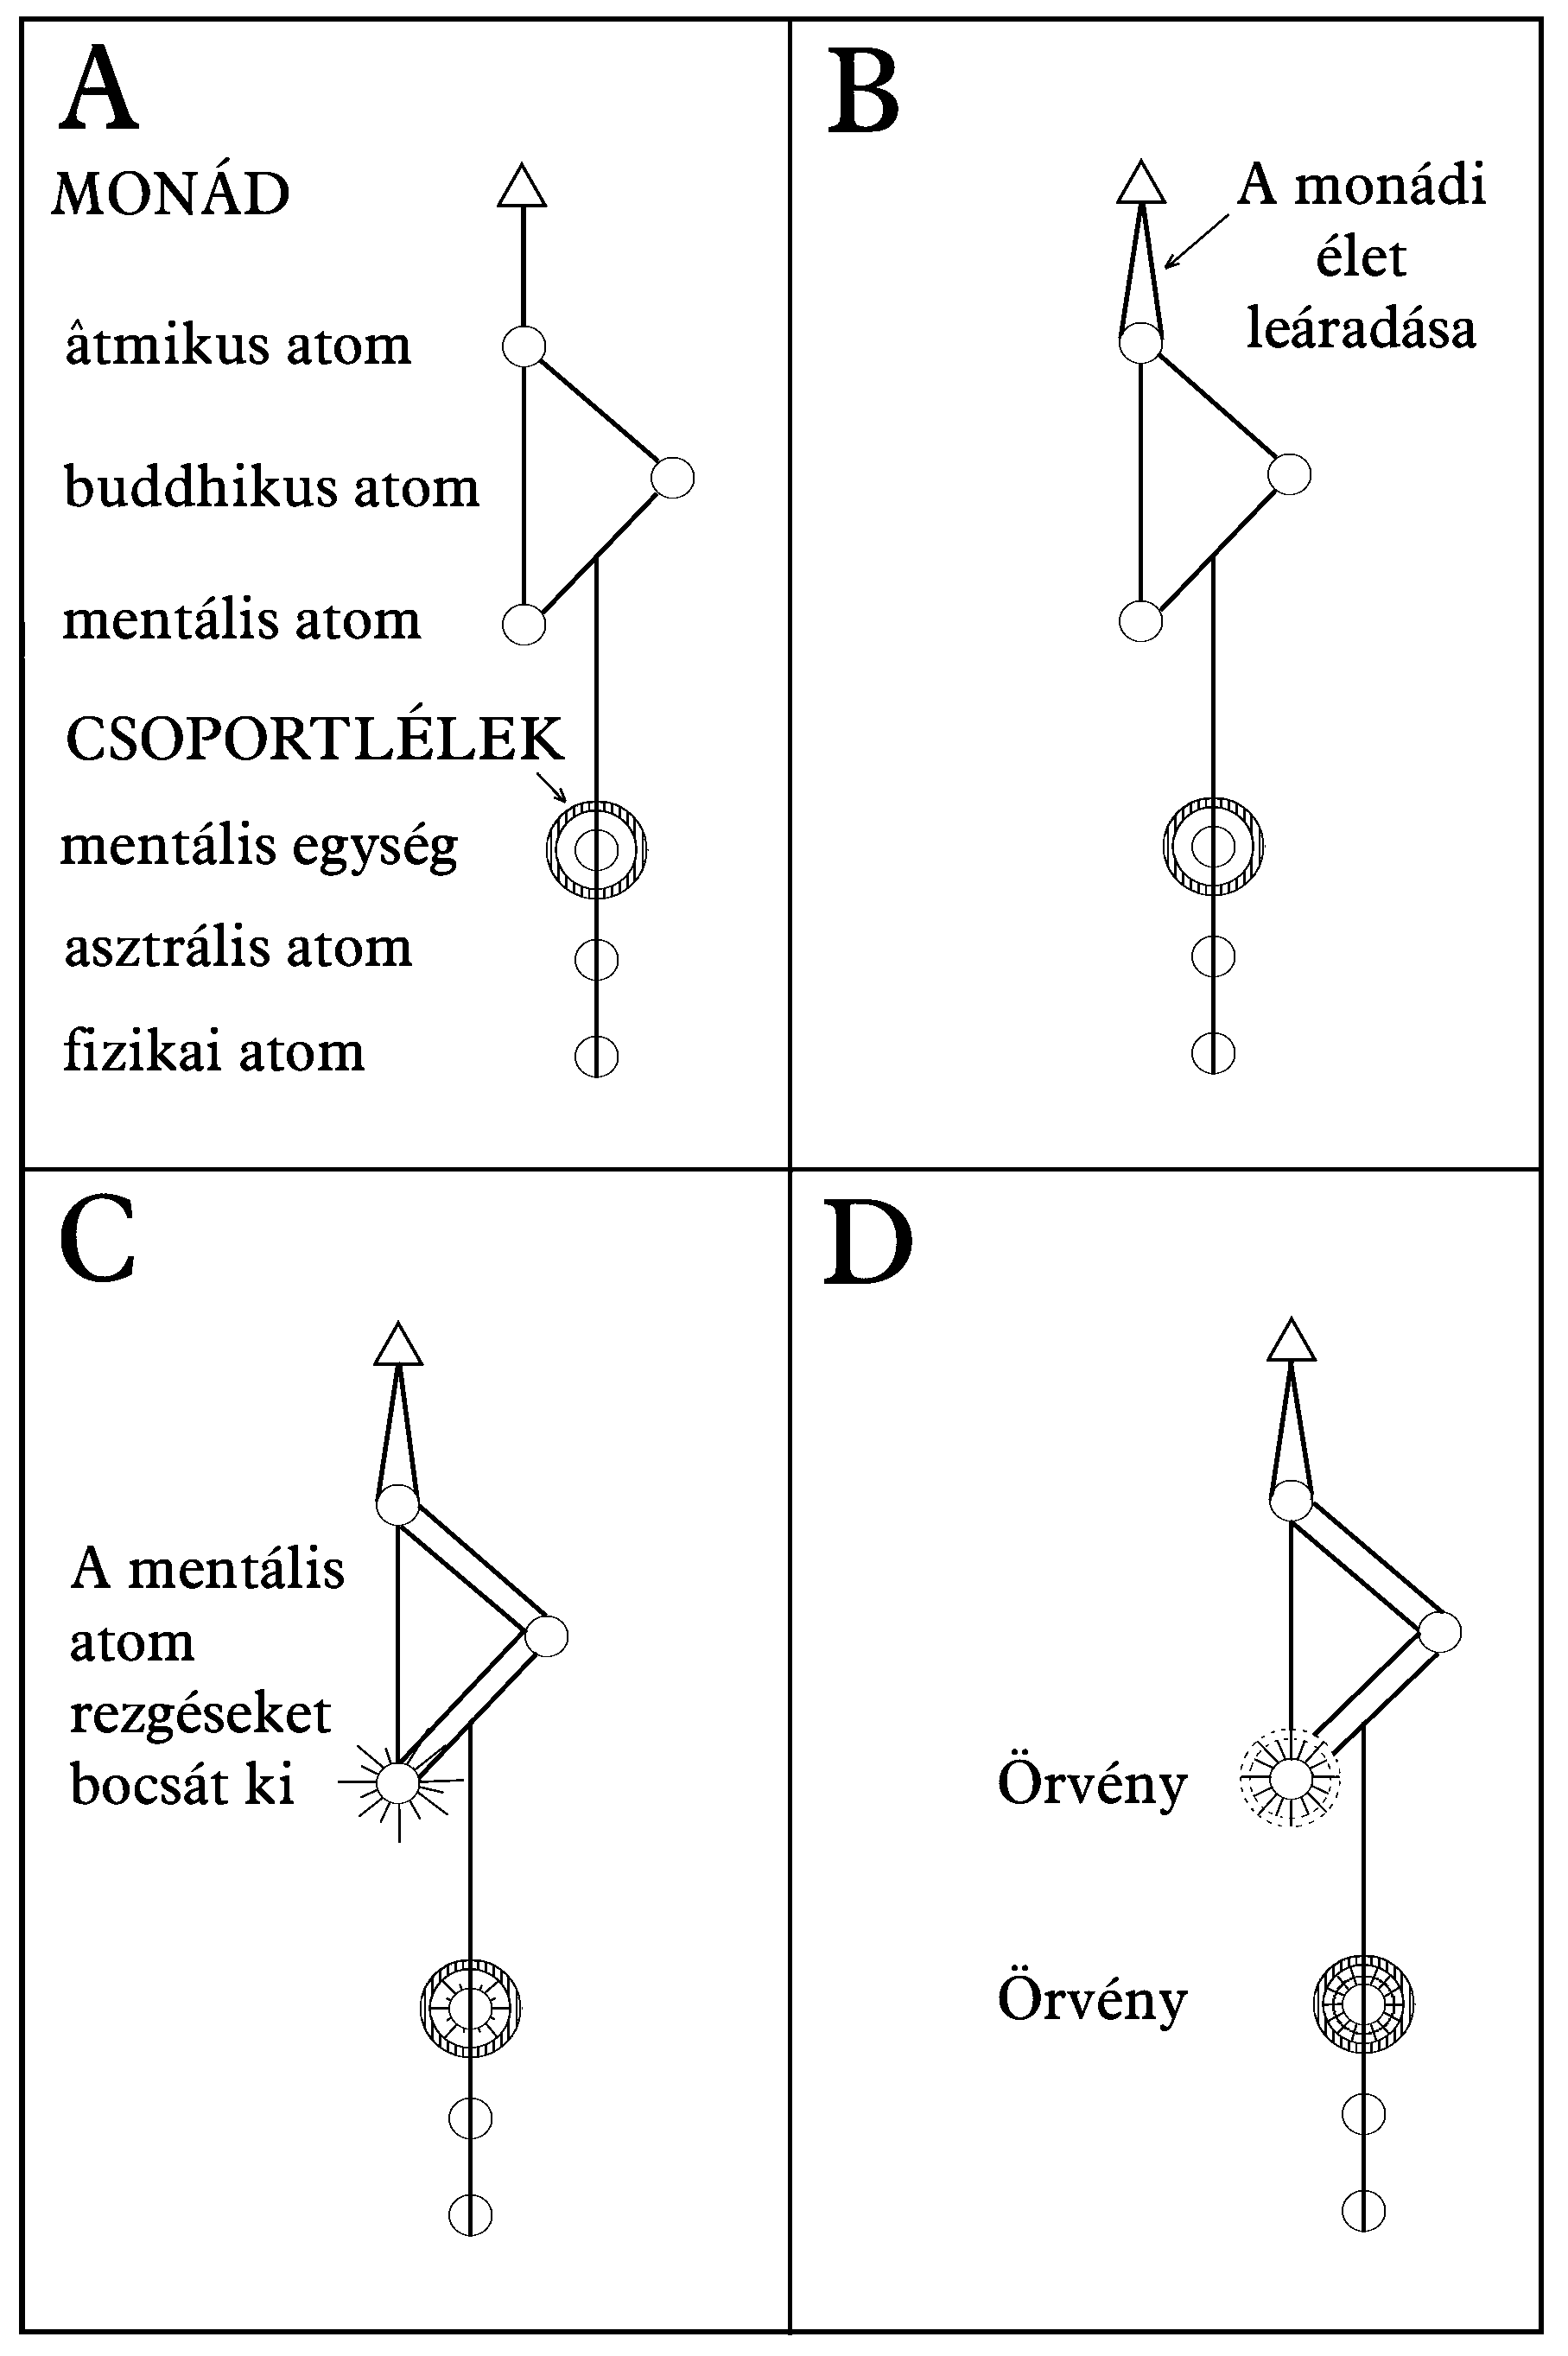 A
MONÁD
âtmikus atom
buddhikus atom
mentális atom
CSOPORTLÉLEK
mentális egység
asztrális atom
fizikai atom
B
A monádi
élet
leáradása
C
A mentális
atom
rezgéseket
bocsát ki
D
Örvény
Örvény